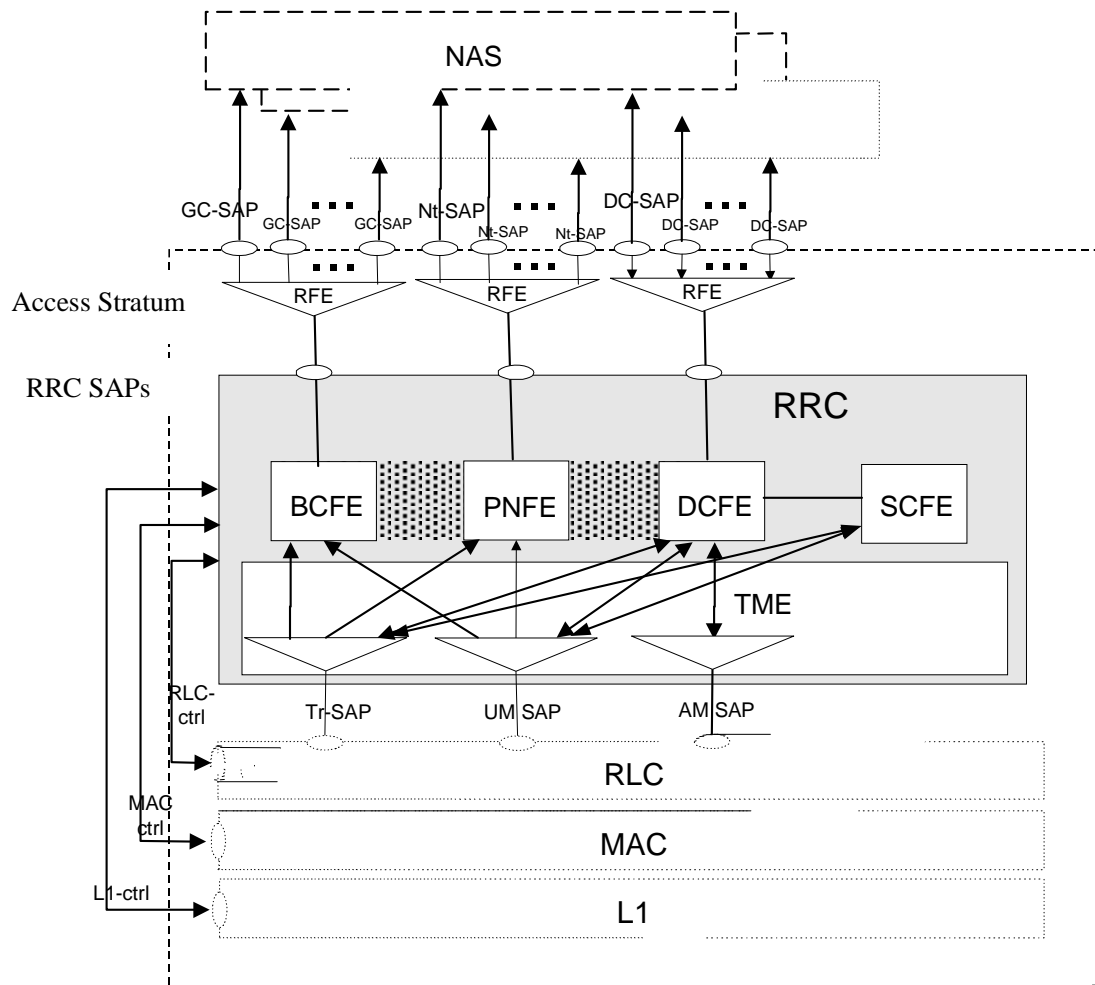 NAS
GC-SAP
GC-SAP
GC-SAP
Nt-SAP
Nt-SAP
Nt-SAP
DC-SAP
DC-SAP
DC-SAP
RFE
RFE
RFE
Access Stratum
RRC SAPs
RRC
BCFE
PNFE
DCFE
SCFE
TME
RLC-
ctrl
Tr-SAP
UM SAP
AM SAP
RLC
MAC
ctrl
MAC
L1-ctrl
L1